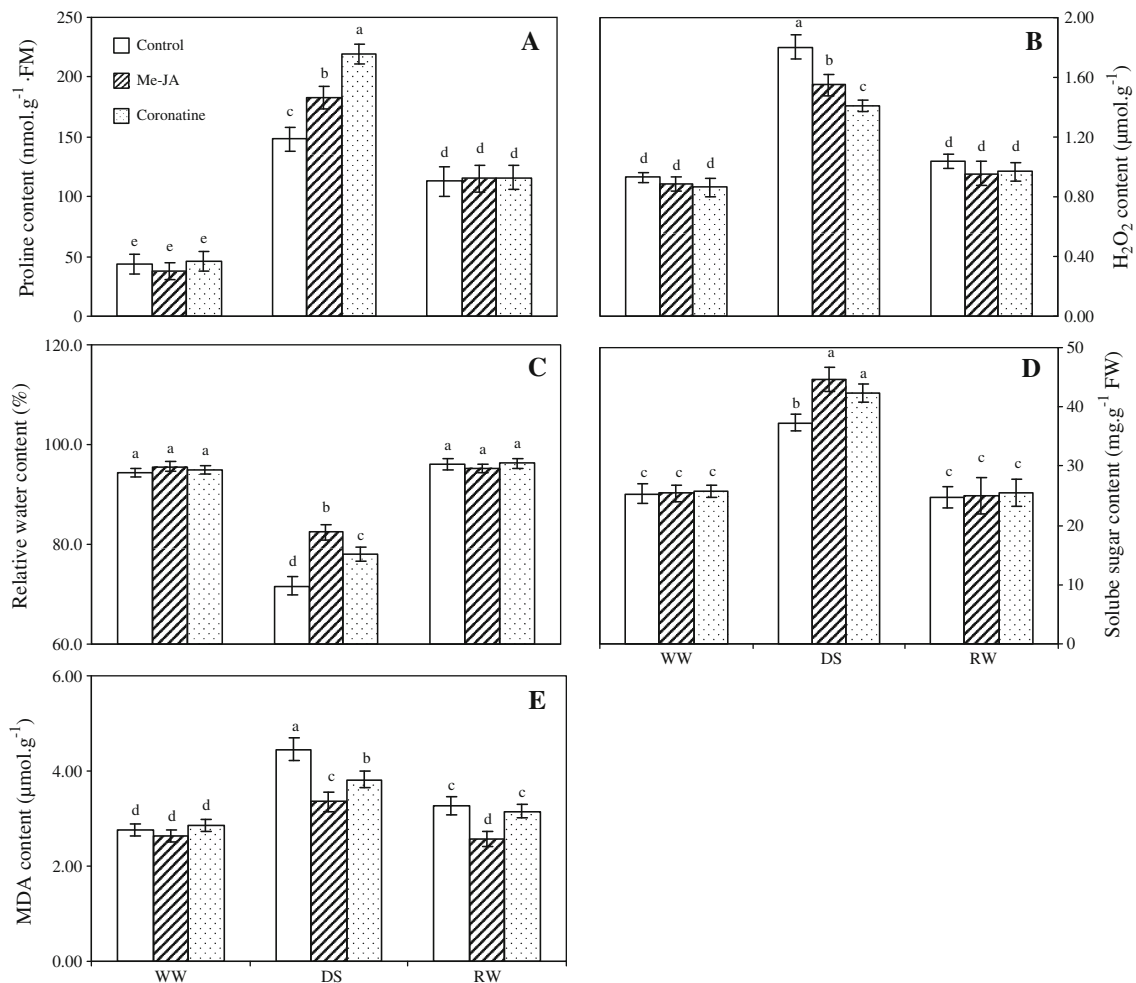 A
Proline content (nmol.g⁻¹ ·FM)
250
200
150
100
50
0
Control
Me-JA
Coronatine
e e e
c b a
d d d
B
H₂O₂ content (µmol.g⁻¹)
2.00
1.60
1.20
0.80
0.40
0.00
d d d
a b c
d d d
C
Relative water content (%)
120.0
100.0
80.0
60.0
a a a
d b c
a a a
D
Solube sugar content (mg.g⁻¹ FW)
50
40
30
20
10
0
c c c
b a a
c c c
WW DS RW
E
MDA content (µmol.g⁻¹)
6.00
4.00
2.00
0.00
d d d
a c b
c d c
WW DS RW